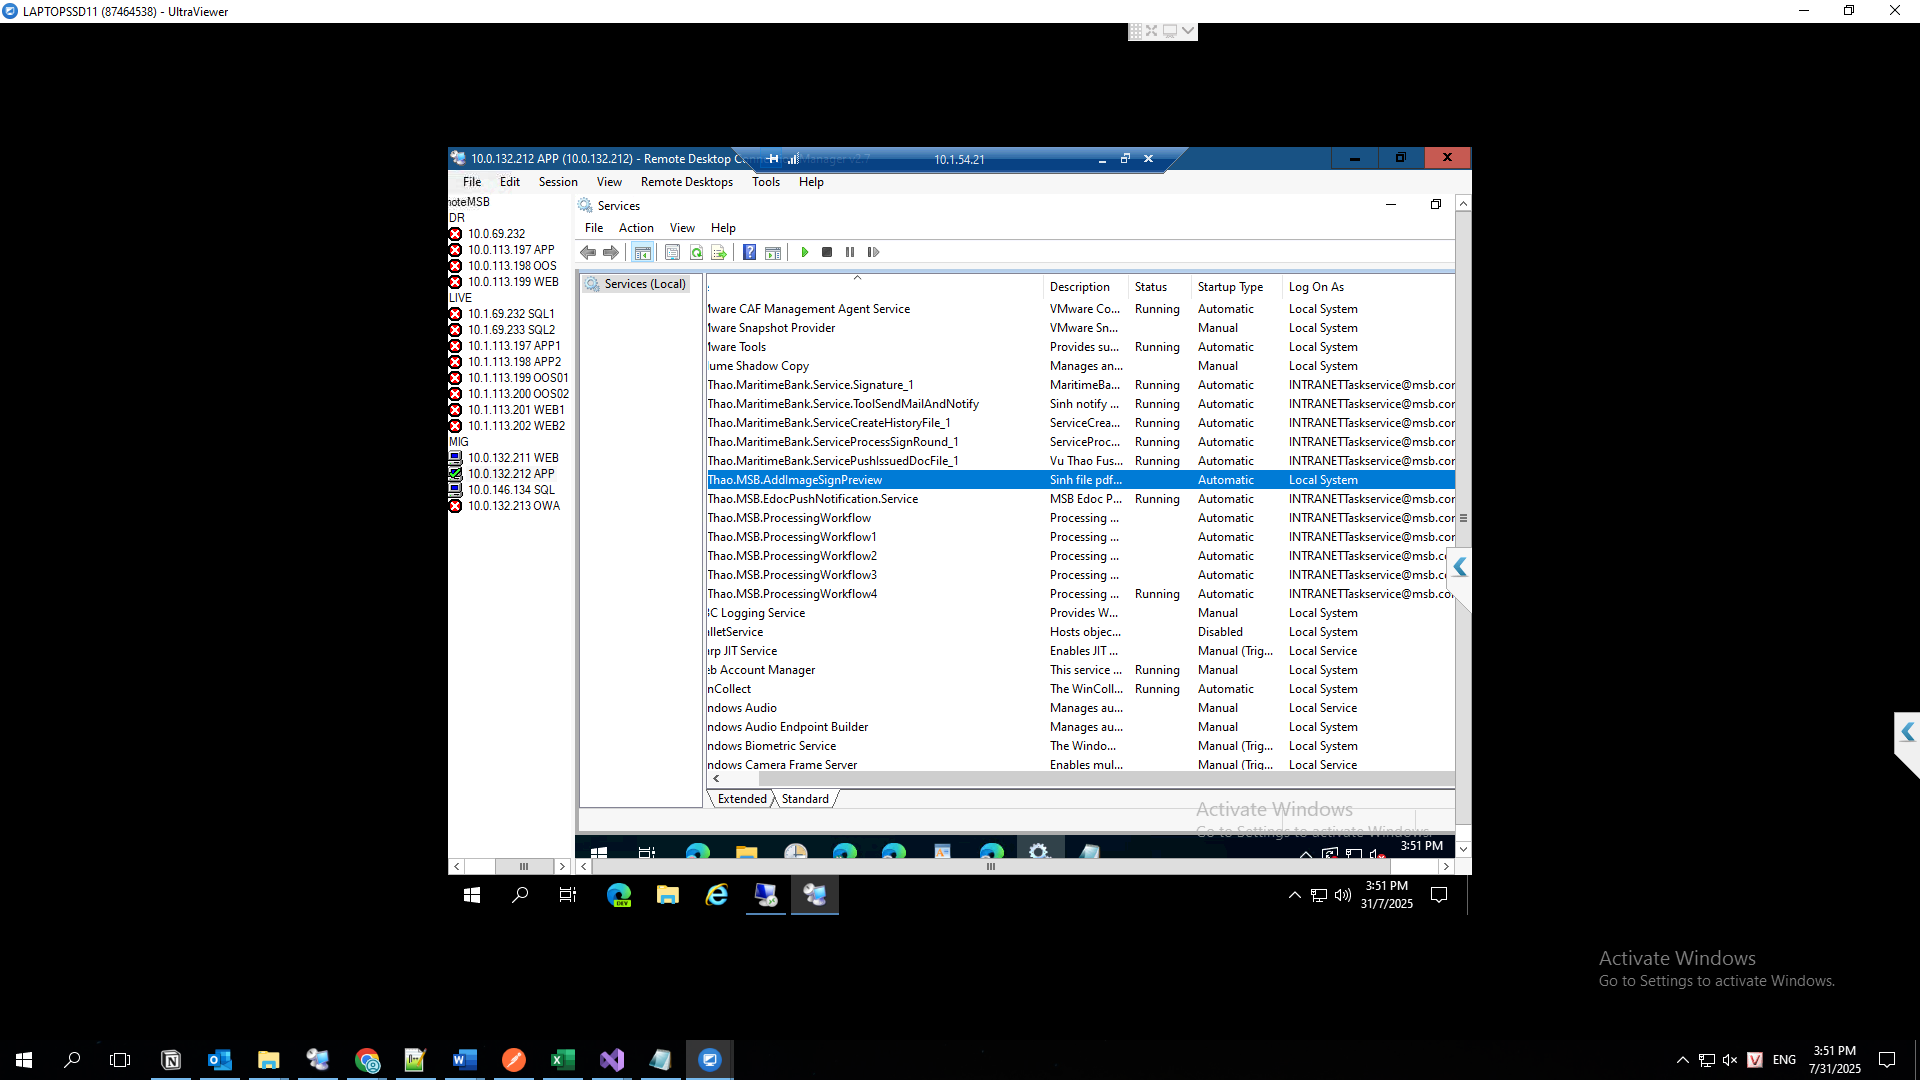 LAPTOPSSD11 (87464538) - UltraViewer
10.0.132.212 APP (10.0.132.212) - Remote Desktop
10.1.54.21
File Edit Session View Remote Desktops Tools Help
oteMSB
DR
10.0.69.232
10.0.113.197 APP
10.0.113.198 OOS
10.0.113.199 WEB
LIVE
10.1.69.232 SQL1
10.1.69.233 SQL2
10.1.113.197 APP1
10.1.113.198 APP2
10.1.113.199 OOS01
10.1.113.200 OOS02
10.1.113.201 WEB1
10.1.113.202 WEB2
MIG
10.0.132.211 WEB
10.0.132.212 APP
10.0.146.134 SQL
10.0.132.213 OWA
Services
File Action View Help
Services (Local)
Description Status Startup Type Log On As
ware CAF Management Agent Service VMware Co... Running Automatic Local System
ware Snapshot Provider VMware Sn... Manual Local System
ware Tools Provides su... Running Automatic Local System
ume Shadow Copy Manages an... Manual Local System
Thao.MaritimeBank.Service.Signature_1 MaritimeBa... Running Automatic INTRANETTaskservice@msb.cor
Thao.MaritimeBank.Service.ToolSendMailAndNotify Sinh notify ... Running Automatic INTRANETTaskservice@msb.cor
Thao.MaritimeBank.ServiceCreateHistoryFile_1 ServiceCrea... Running Automatic INTRANETTaskservice@msb.cor
Thao.MaritimeBank.ServiceProcessSignRound_1 ServiceProc... Running Automatic INTRANETTaskservice@msb.cor
Thao.MaritimeBank.ServicePushIssuedDocFile_1 Vu Thao Fus... Running Automatic INTRANETTaskservice@msb.cor
Thao.MSB.AddImageSignPreview Sinh file pdf... Automatic Local System
Thao.MSB.EdocPushNotification.Service MSB Edoc P... Running Automatic INTRANETTaskservice@msb.cor
Thao.MSB.ProcessingWorkflow Processing ... Automatic INTRANETTaskservice@msb.cor
Thao.MSB.ProcessingWorkflow1 Processing ... Automatic INTRANETTaskservice@msb.cor
Thao.MSB.ProcessingWorkflow2 Processing ... Automatic INTRANETTaskservice@msb.c
Thao.MSB.ProcessingWorkflow3 Processing ... Automatic INTRANETTaskservice@msb.c
Thao.MSB.ProcessingWorkflow4 Processing ... Running Automatic INTRANETTaskservice@msb.co
C Logging Service Provides W... Manual Local System
lletService Hosts objec... Disabled Local System
rp JIT Service Enables JIT ... Manual (Trig... Local Service
b Account Manager This service ... Running Manual Local System
nCollect The WinColl... Running Automatic Local System
ndows Audio Manages au... Manual Local Service
ndows Audio Endpoint Builder Manages au... Manual Local System
ndows Biometric Service The Windo... Manual (Trig... Local System
ndows Camera Frame Server Enables mul... Manual (Trig... Local Service
Extended Standard
Activate Windows
Go to Settings to activate Windows.
3:51 PM
DEV
3:51 PM
31/7/2025
Activate Windows
Go to Settings to activate Windows.
ENG
3:51 PM
7/31/2025